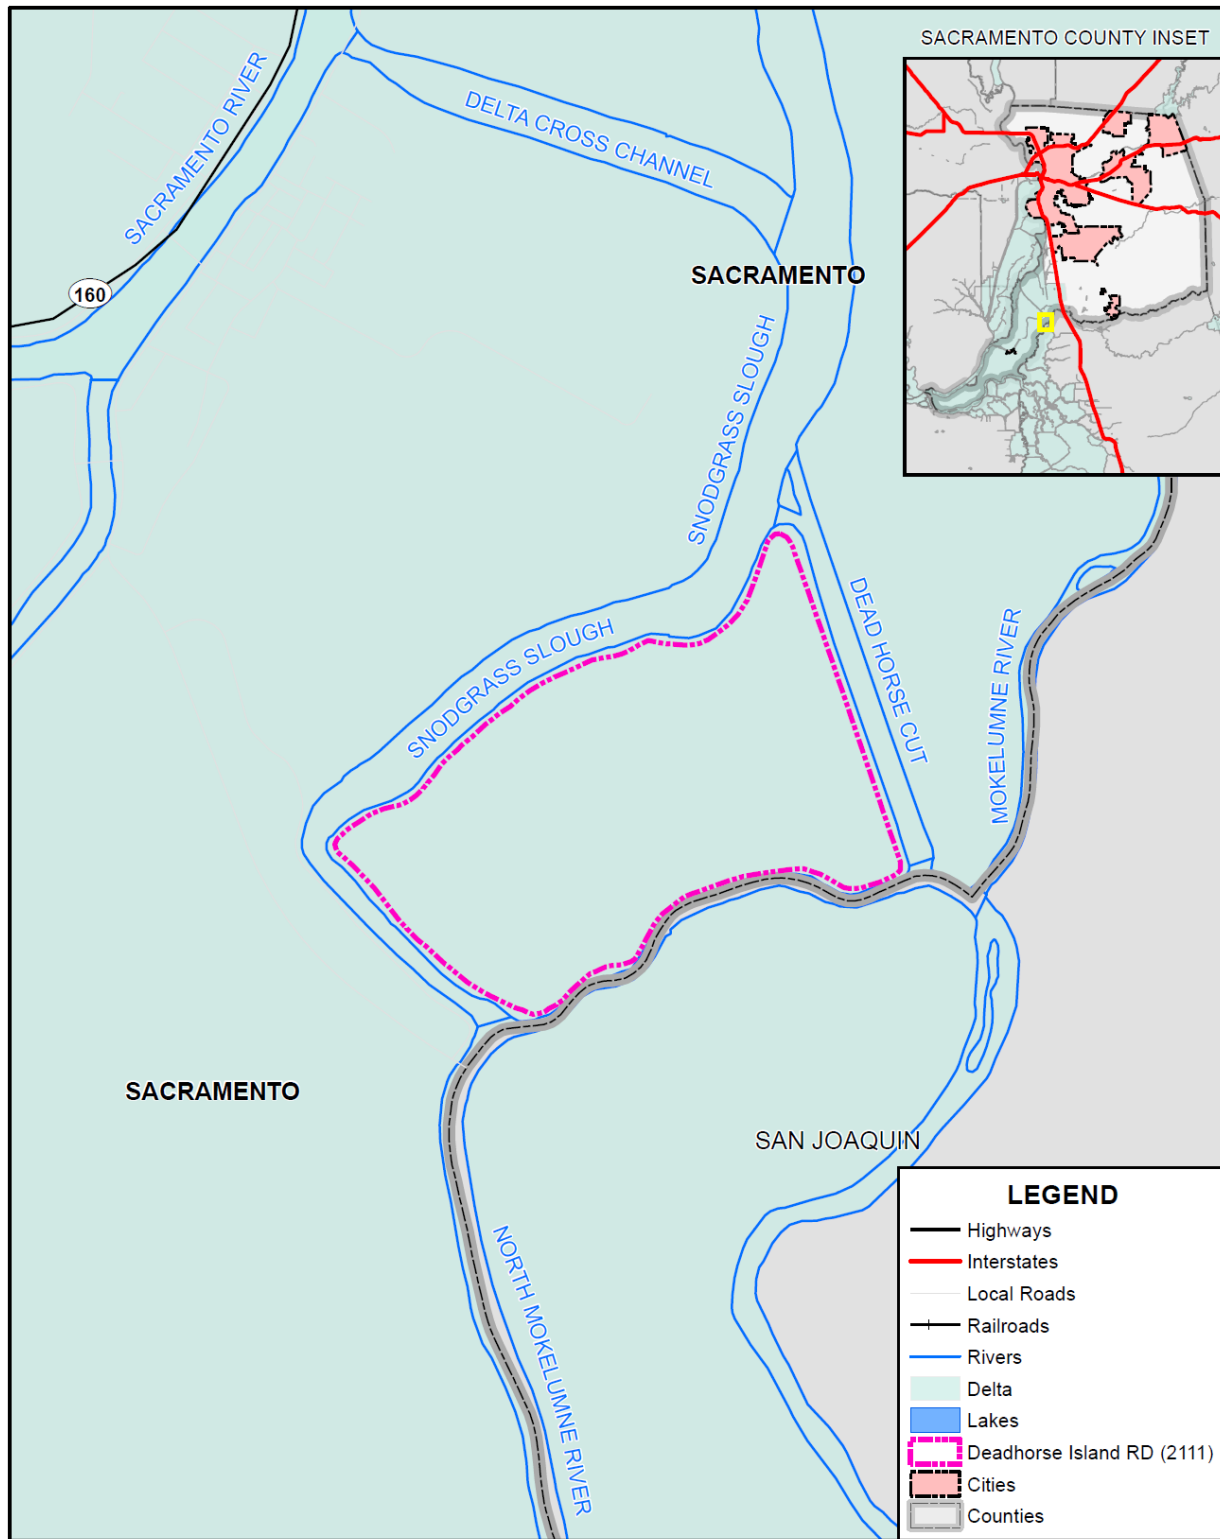 SACRAMENTO COUNTY INSET
SACRAMENTO RIVER
DELTA CROSS CHANNEL
160
SACRAMENTO
SNODGRASS SLOUGH
SNODGRASS SLOUGH
DEAD HORSE CUT
MOKELUMNE RIVER
SACRAMENTO
SAN JOAQUIN
NORTH MOKELUMNE RIVER
LEGEND
Highways
Interstates
Local Roads
Railroads
Rivers
Delta
Lakes
Deadhorse Island RD (2111)
Cities
Counties